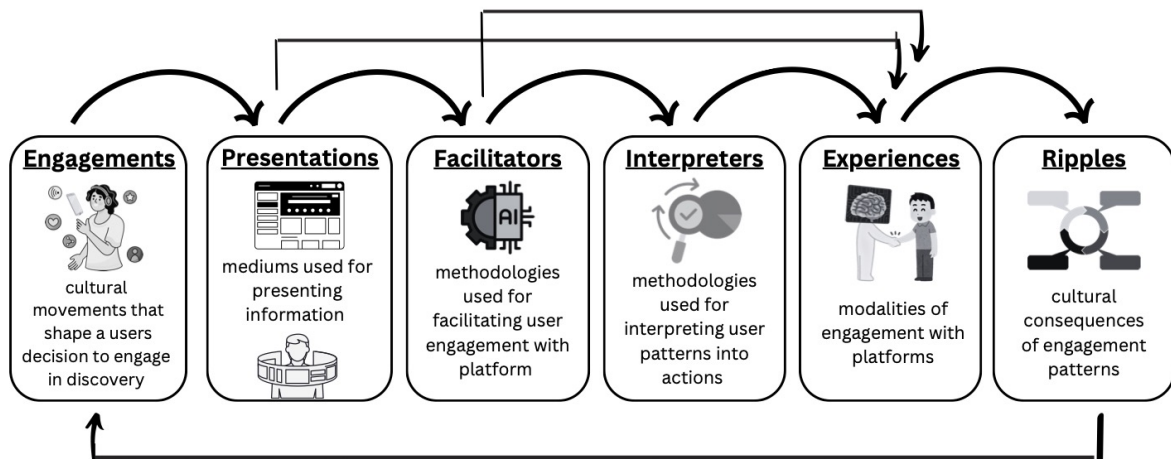 Engagements
cultural
movements that
shape a users
decision to engage
in discovery
Presentations
mediums used for
presenting
information
Facilitators
AI
methodologies
used for
facilitating user
engagement with
platform
Interpreters
methodologies
used for
interpreting user
patterns into
actions
Experiences
modalities of
engagement with
platforms
Ripples
cultural
consequences
of engagement
patterns